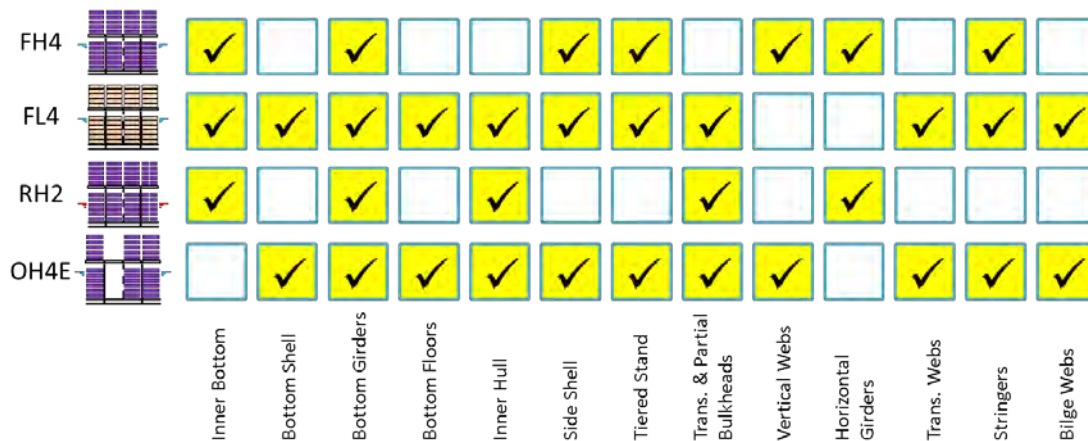 FH4
FL4
RH2
OH4E
Inner Bottom
Bottom Shell
Bottom Girders
Bottom Floors
Inner Hull
Side Shell
Tiered Stand
Trans. & Partial
Bulkheads
Vertical Webs
Horizontal
Girders
Trans. Webs
Stringers
Bilge Webs